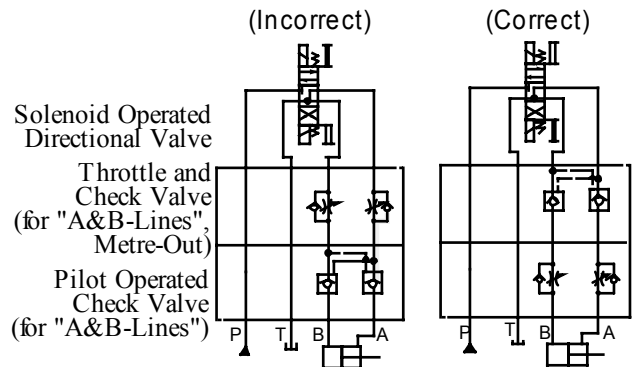 (Incorrect)
(Correct)
Solenoid Operated
Directional Valve
Throttle and
Check Valve
(for "A&B-Lines",
Metre-Out)
Pilot Operated
Check Valve
(for "A&B-Lines")
P T B A
P T B A